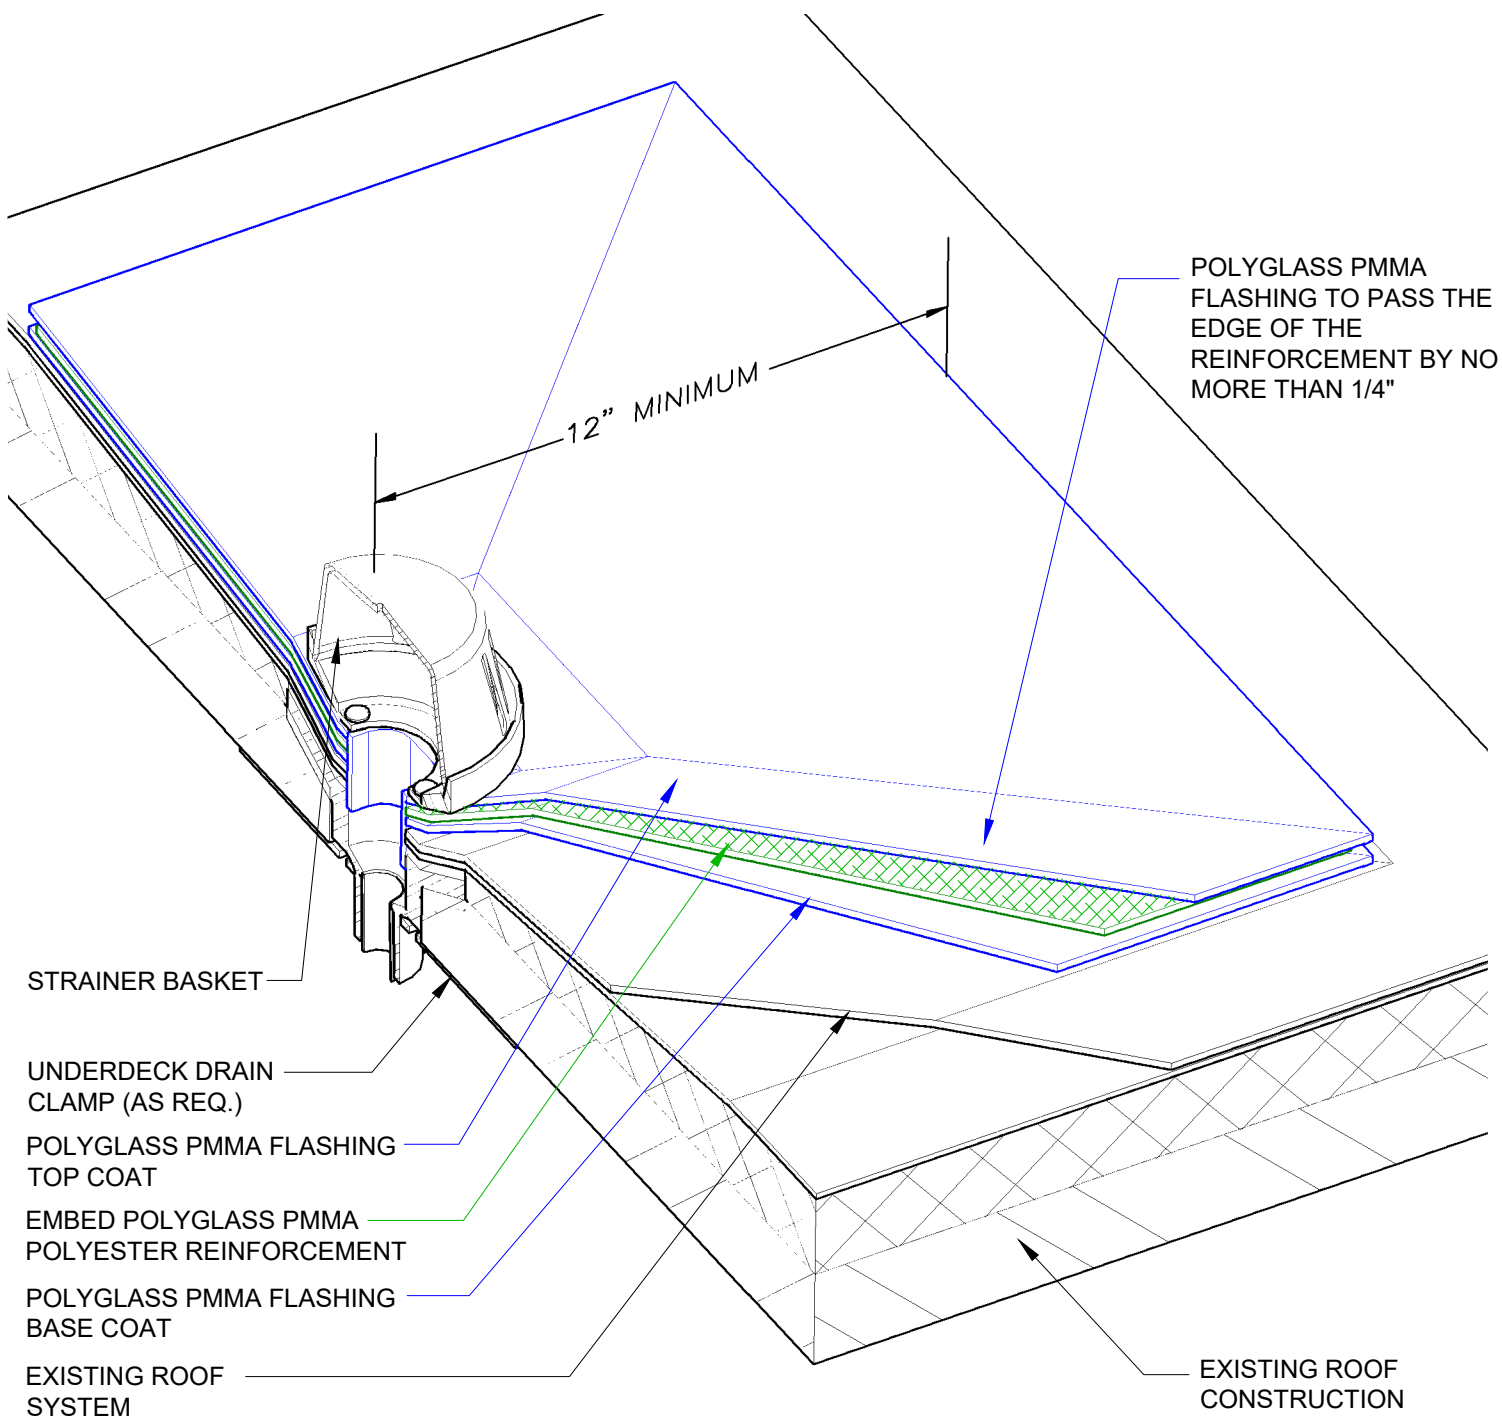 POLYGLASS PMMA
FLASHING TO PASS THE
EDGE OF THE
REINFORCEMENT BY NO
MORE THAN 1/4"
12" MINIMUM
STRAINER BASKET
UNDERDECK DRAIN
CLAMP (AS REQ.)
POLYGLASS PMMA FLASHING
TOP COAT
EMBED POLYGLASS PMMA
POLYESTER REINFORCEMENT
POLYGLASS PMMA FLASHING
BASE COAT
EXISTING ROOF
SYSTEM
EXISTING ROOF
CONSTRUCTION